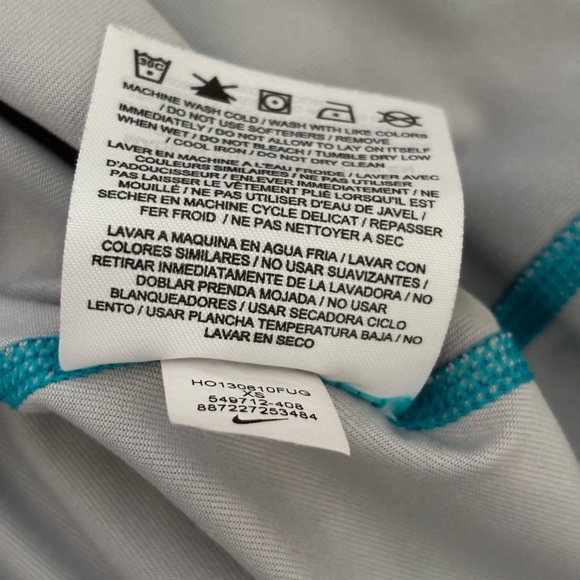 30C
MACHINE WASH COLD / WASH WITH LIKE COLORS
/ DO NOT USE SOFTENERS / REMOVE
IMMEDIATELY / DO NOT ALLOW TO LAY ON ITSELF
WHEN WET / DO NOT BLEACH / TUMBLE DRY LOW
/ COOL IRON / DO NOT DRY CLEAN
LAVER EN MACHINE A L'EAU FROIDE / LAVER AVEC
COULEURS SIMILAIRES / NE PAS UTILISER
D'ADOUCISSEUR / ENLEVER IMMEDIATEMENT / NE
PAS LAISSER LE VÊTEMENT PLIÉ LORSQU'IL EST
MOUILLÉ / NE PAS UTILISER D'EAU DE JAVEL /
SECHER EN MACHINE CYCLE DELICAT / REPASSER
FER FROID / NE PAS NETTOYER A SEC
LAVAR A MAQUINA EN AGUA FRIA / LAVAR CON
COLORES SIMILARES / NO USAR SUAVIZANTES /
RETIRAR INMEDIATAMENTE DE LA LAVADORA / NO
DOBLAR PRENDA MOJADA / NO USAR
BLANQUEADORES / USAR SECADORA CICLO
LENTO / USAR PLANCHA TEMPERATURA BAJA / NO
LAVAR EN SECO
HO130610FUG
XS
549712-408
887227253484